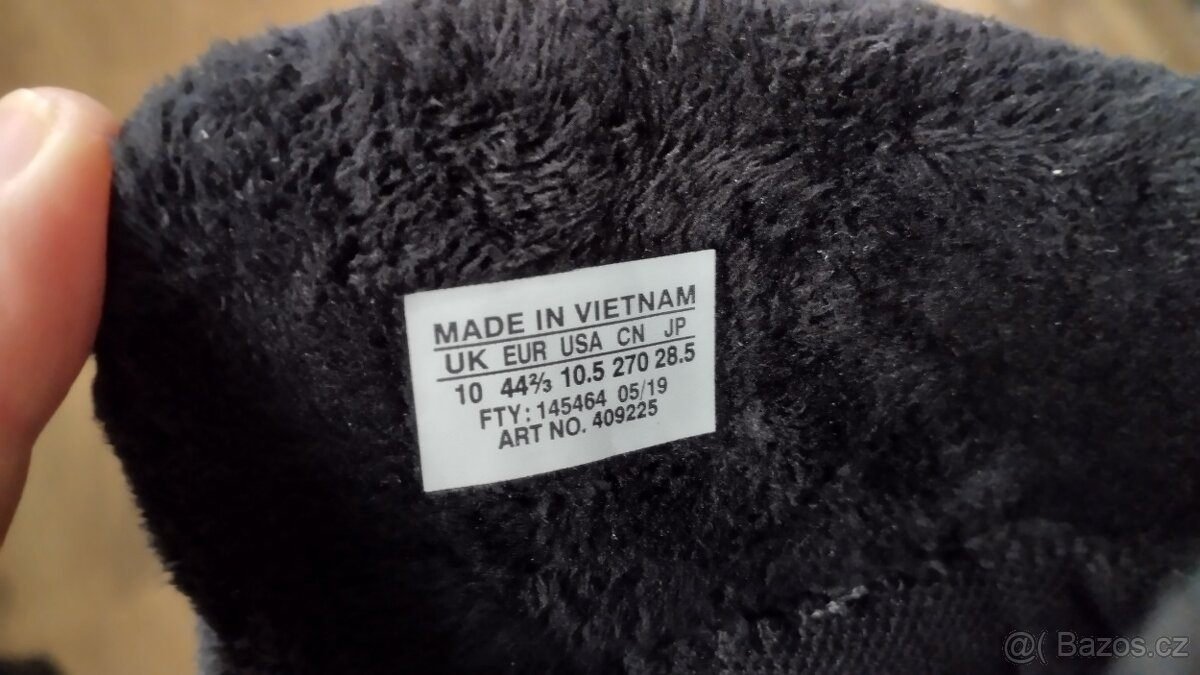 MADE IN VIETNAM
UK EUR USA CN JP
10 44⅔ 10.5 270 28.5
FTY: 145464 05/19
ART NO. 409225
@( Bazos.cz